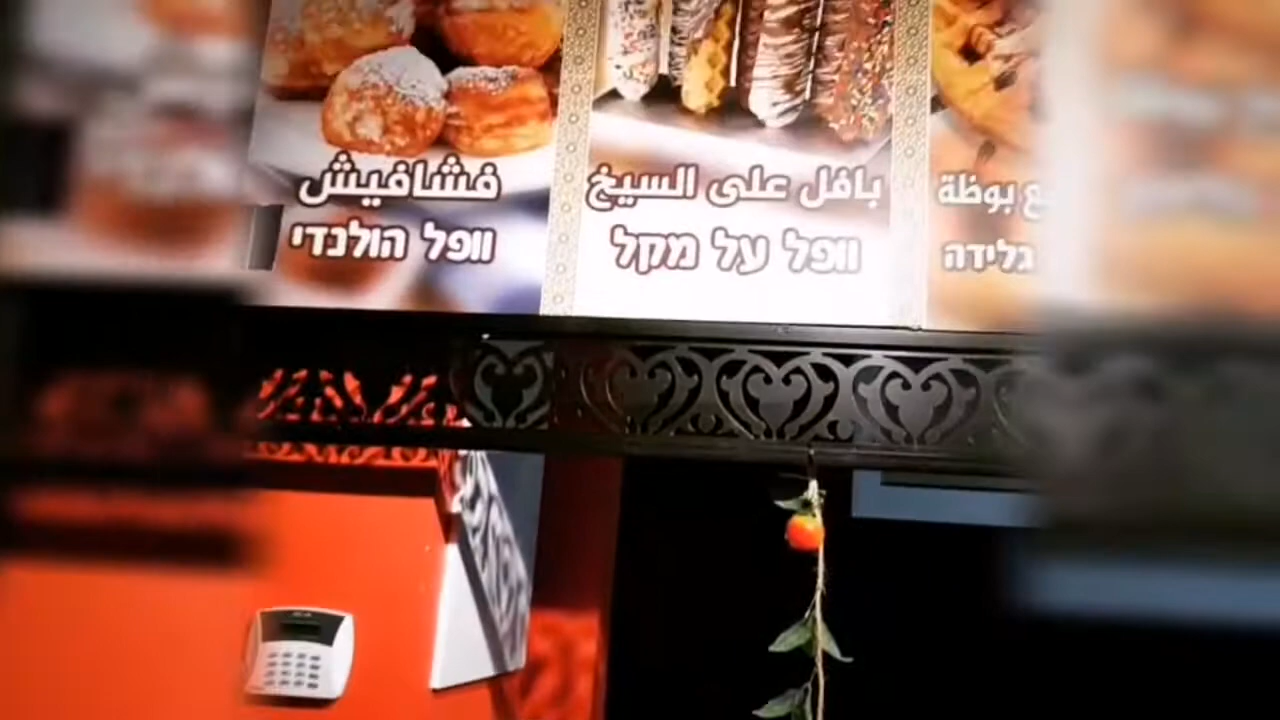 فشافيش
וופל הולנדי
بافل على السيخ
וופל על מקל
بوظة
גלידה